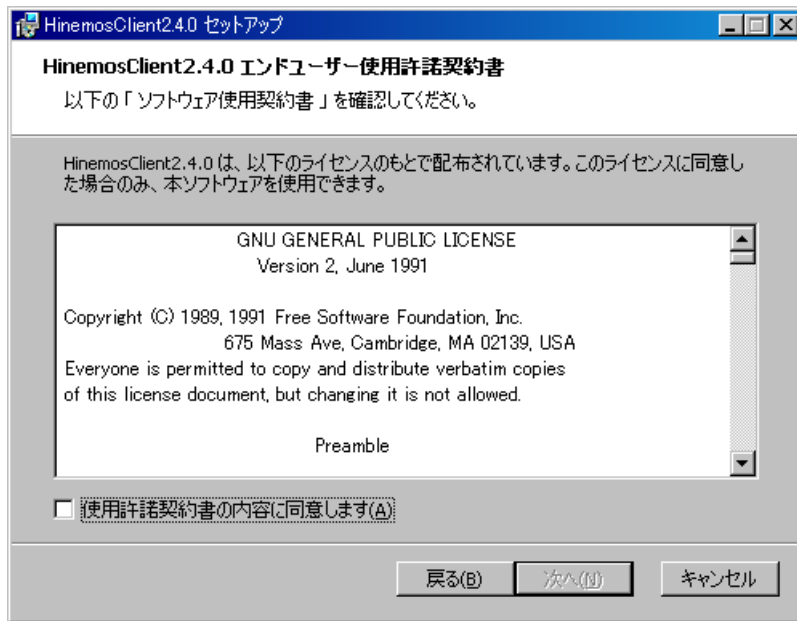 HinemosClient2.4.0 セットアップ
HinemosClient2.4.0 エンドユーザー使用許諾契約書
以下の「 ソフトウェア使用契約書 」を確認してください。
HinemosClient2.4.0 は、以下のライセンスのもとで配布されています。このライセンスに同意し
た場合のみ、本ソフトウェアを使用できます。
GNU GENERAL PUBLIC LICENSE
Version 2, June 1991
Copyright (C) 1989, 1991 Free Software Foundation, Inc.
675 Mass Ave, Cambridge, MA 02139, USA
Everyone is permitted to copy and distribute verbatim copies
of this license document, but changing it is not allowed.
Preamble
使用許諾契約書の内容に同意します(A)
戻る(B) 次へ(N) キャンセル